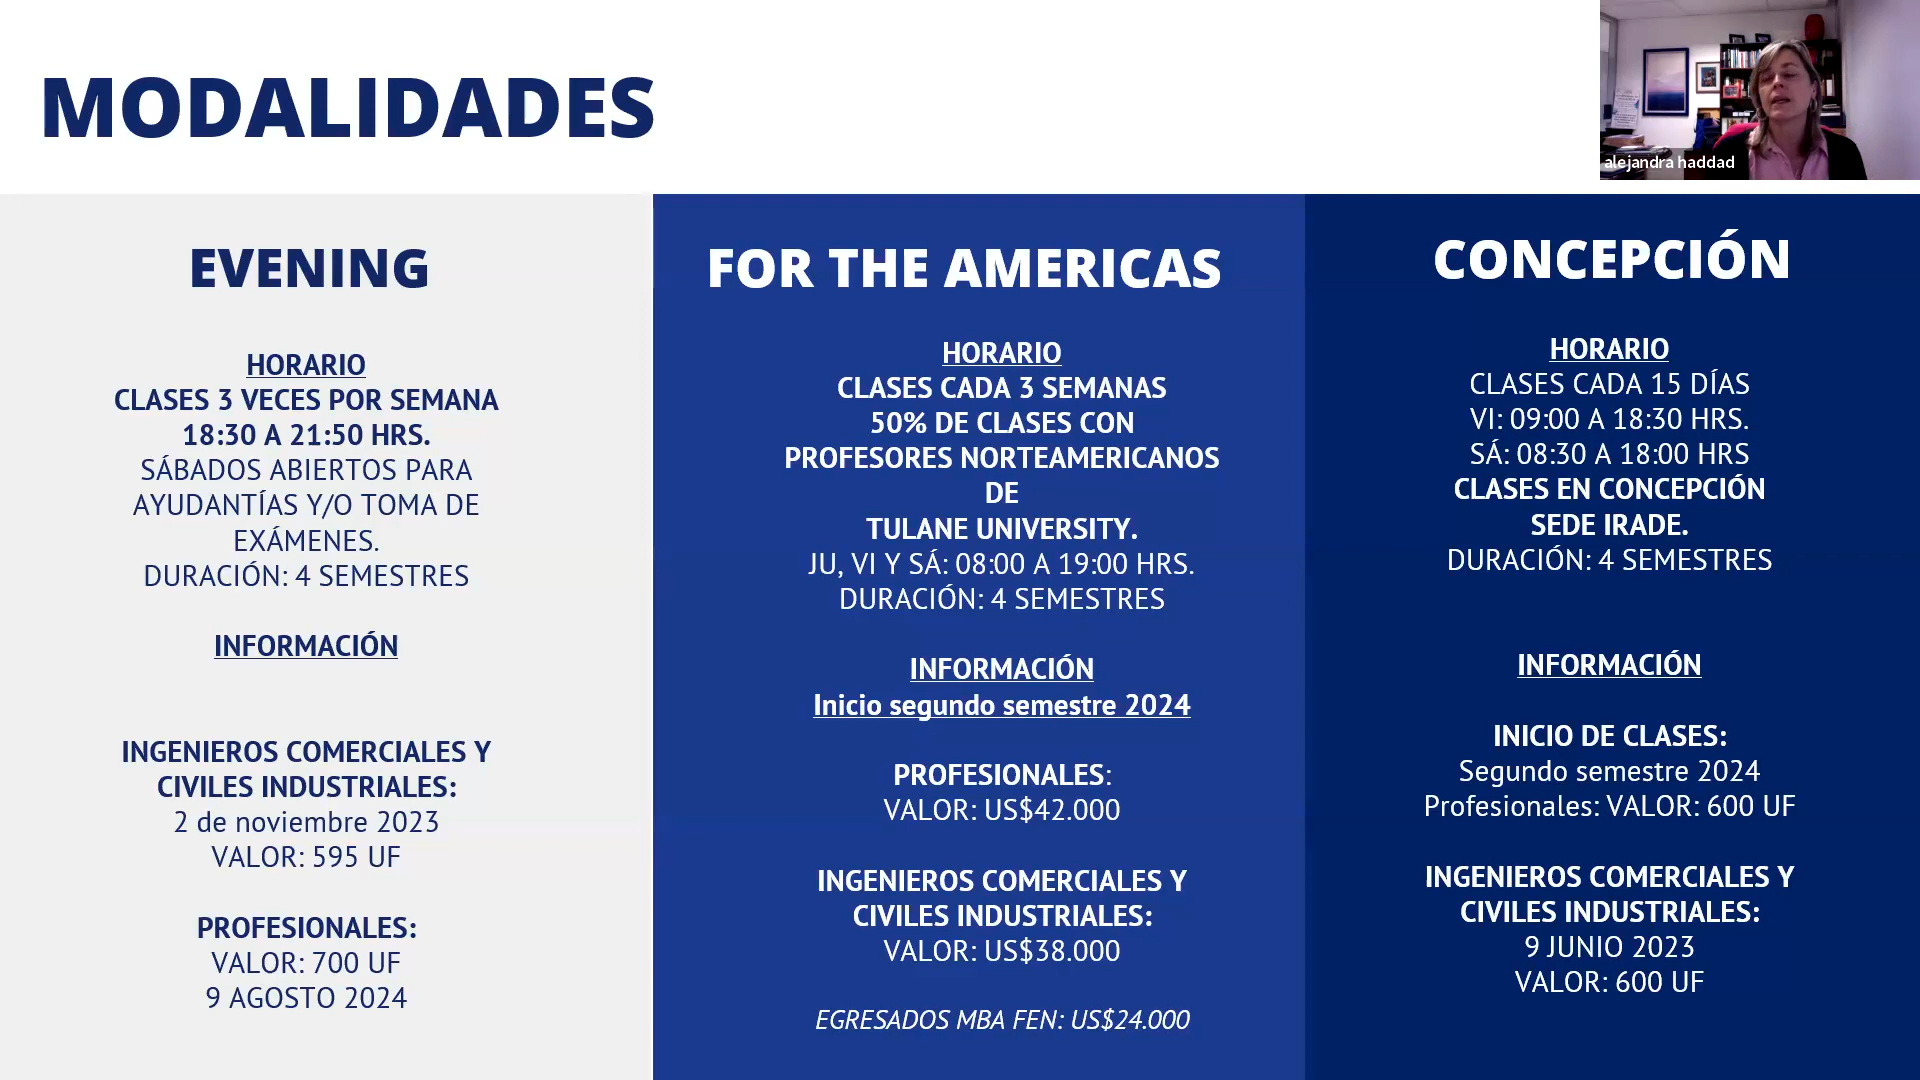 MODALIDADES
alejandra haddad
EVENING
HORARIO
CLASES 3 VECES POR SEMANA
18:30 A 21:50 HRS.
SÁBADOS ABIERTOS PARA
AYUDANTÍAS Y/O TOMA DE
EXÁMENES.
DURACIÓN: 4 SEMESTRES
INFORMACIÓN
INGENIEROS COMERCIALES Y
CIVILES INDUSTRIALES:
2 de noviembre 2023
VALOR: 595 UF
PROFESIONALES:
VALOR: 700 UF
9 AGOSTO 2024
FOR THE AMERICAS
HORARIO
CLASES CADA 3 SEMANAS
50% DE CLASES CON
PROFESORES NORTEAMERICANOS
DE
TULANE UNIVERSITY.
JU, VI Y SÁ: 08:00 A 19:00 HRS.
DURACIÓN: 4 SEMESTRES
INFORMACIÓN
Inicio segundo semestre 2024
PROFESIONALES:
VALOR: US$42.000
INGENIEROS COMERCIALES Y
CIVILES INDUSTRIALES:
VALOR: US$38.000
EGRESADOS MBA FEN: US$24.000
CONCEPCIÓN
HORARIO
CLASES CADA 15 DÍAS
VI: 09:00 A 18:30 HRS.
SÁ: 08:30 A 18:00 HRS
CLASES EN CONCEPCIÓN
SEDE IRADE.
DURACIÓN: 4 SEMESTRES
INFORMACIÓN
INICIO DE CLASES:
Segundo semestre 2024
Profesionales: VALOR: 600 UF
INGENIEROS COMERCIALES Y
CIVILES INDUSTRIALES:
9 JUNIO 2023
VALOR: 600 UF